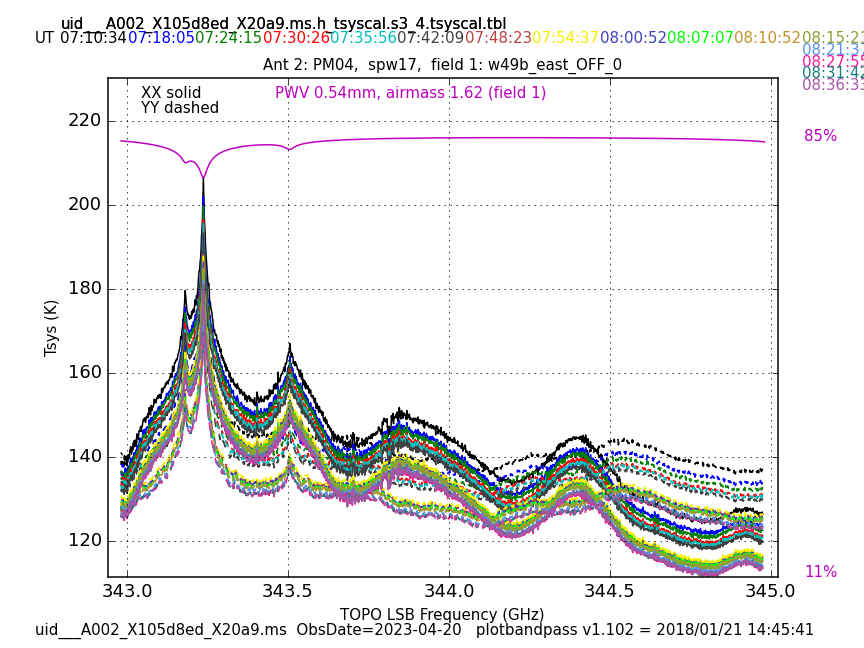 uid___A002_X105d8ed_X20a9.ms.h_tsyscal.s3_4.tsyscal.tbl
UT 07:10:34 07:18:05 07:24:15 07:30:26 07:35:56 07:42:09 07:48:23 07:54:37 08:00:52 08:07:07 08:10:52 08:15:2
08:21:3
08:27:5
08:31:42
08:36:33
Ant 2: PM04, spw17, field 1: w49b_east_OFF_0
XX solid
PWV 0.54mm, airmass 1.62 (field 1)
YY dashed
85%
220
200
180
160
140
120
Tsys (K)
11%
343.0 343.5 344.0 344.5 345.0
TOPO LSB Frequency (GHz)
uid___A002_X105d8ed_X20a9.ms ObsDate=2023-04-20 plotbandpass v1.102 = 2018/01/21 14:45:41